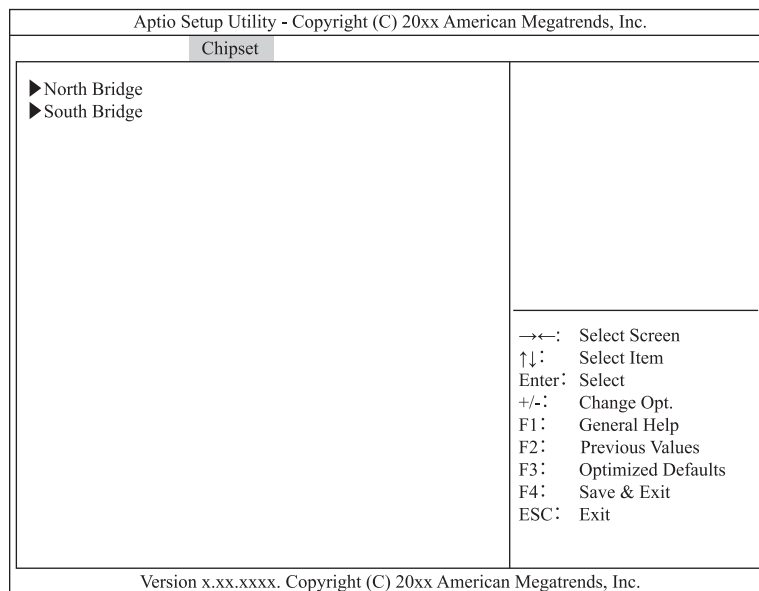 Aptio Setup Utility - Copyright (C) 20xx American Megatrends, Inc.
Chipset
▶North Bridge
▶South Bridge
→←: Select Screen
↑↓: Select Item
Enter: Select
+/-: Change Opt.
F1: General Help
F2: Previous Values
F3: Optimized Defaults
F4: Save & Exit
ESC: Exit
Version x.xx.xxxx. Copyright (C) 20xx American Megatrends, Inc.